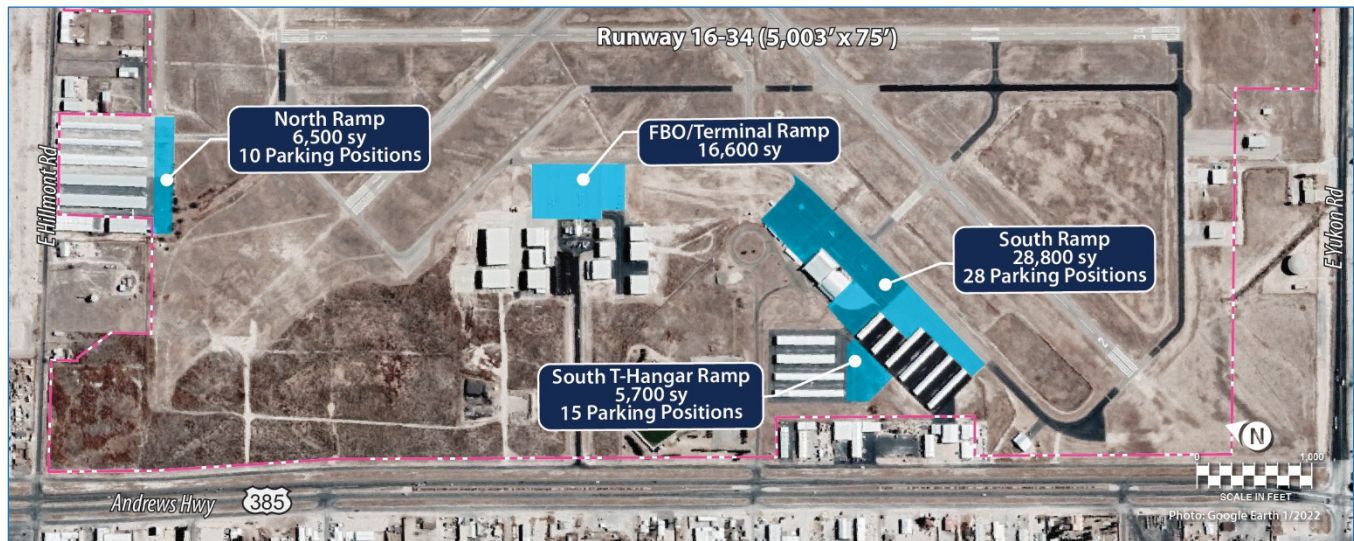 Runway 16-34 (5,003' x 75')
North Ramp
6,500 sy
10 Parking Positions
FBO/Terminal Ramp
16,600 sy
E Hillmont Rd
South Ramp
28,800 sy
28 Parking Positions
E Yukon Rd
South T-Hangar Ramp
5,700 sy
15 Parking Positions
N
0 1,000
SCALE IN FEET
Photo: Google Earth 1/2022
Andrews Hwy
385